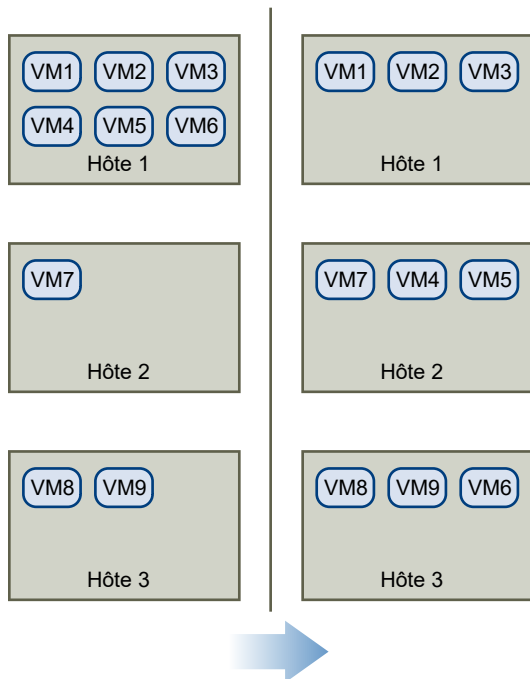 VM1 VM2 VM3
VM4 VM5 VM6
Hôte 1
VM7
Hôte 2
VM8 VM9
Hôte 3
VM1 VM2 VM3
Hôte 1
VM7 VM4 VM5
Hôte 2
VM8 VM9 VM6
Hôte 3